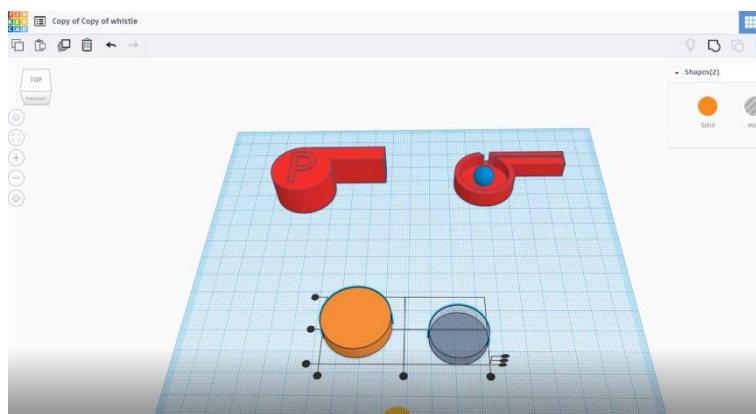 TIN
KER
CAD
Copy of Copy of whistle
TOP
FRONT
Shapes(2)
Solid
P